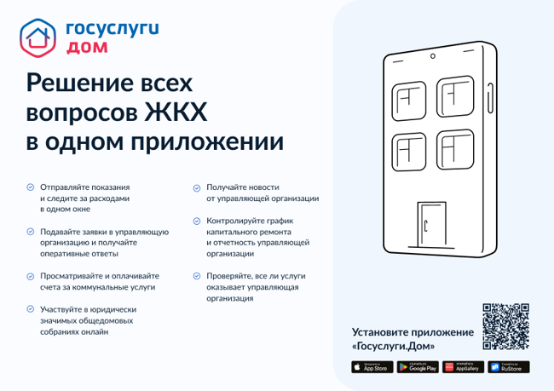 госуслуги
дом
Решение всех
вопросов ЖКХ
в одном приложении
Отправляйте показания
и следите за расходами
в одном окне
Подавайте заявки в управляющую
организацию и получайте
оперативные ответы
Просматривайте и оплачивайте
счета за коммунальные услуги
Участвуйте в юридически
значимых общедомовых
собраниях онлайн
Получайте новости
от управляющей организации
Контролируйте график
капитального ремонта
и отчетность управляющей
организации
Проверяйте, все ли услуги
оказывает управляющая
организация
Установите приложение
«Госуслуги.Дом»
App Store
Google Play
AppGallery
RuStore